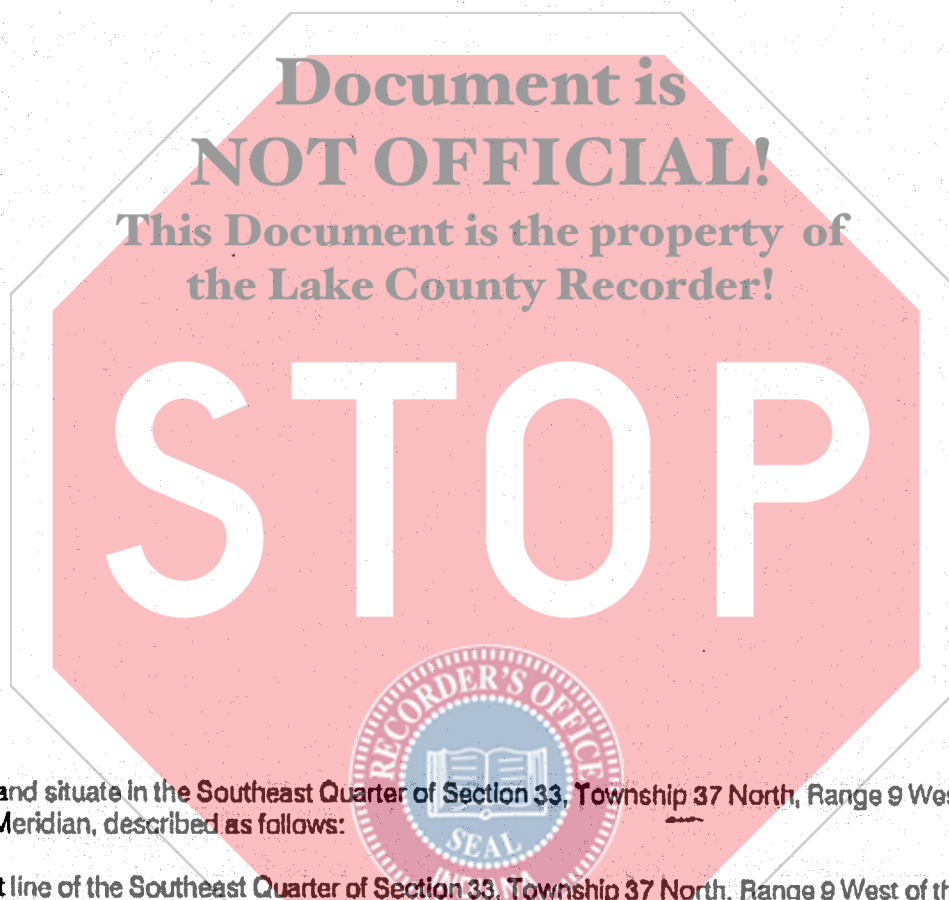 Document is
NOT OFFICIAL!
This Document is the property of
the Lake County Recorder!
STOP
RECORDER'S OFFICE
SEAL
and situate in the Southeast Quarter of Section 33, Township 37 North, Range 9 Wes
Meridian, described as follows:
t line of the Southeast Quarter of Section 33, Township 37 North, Range 9 West of th